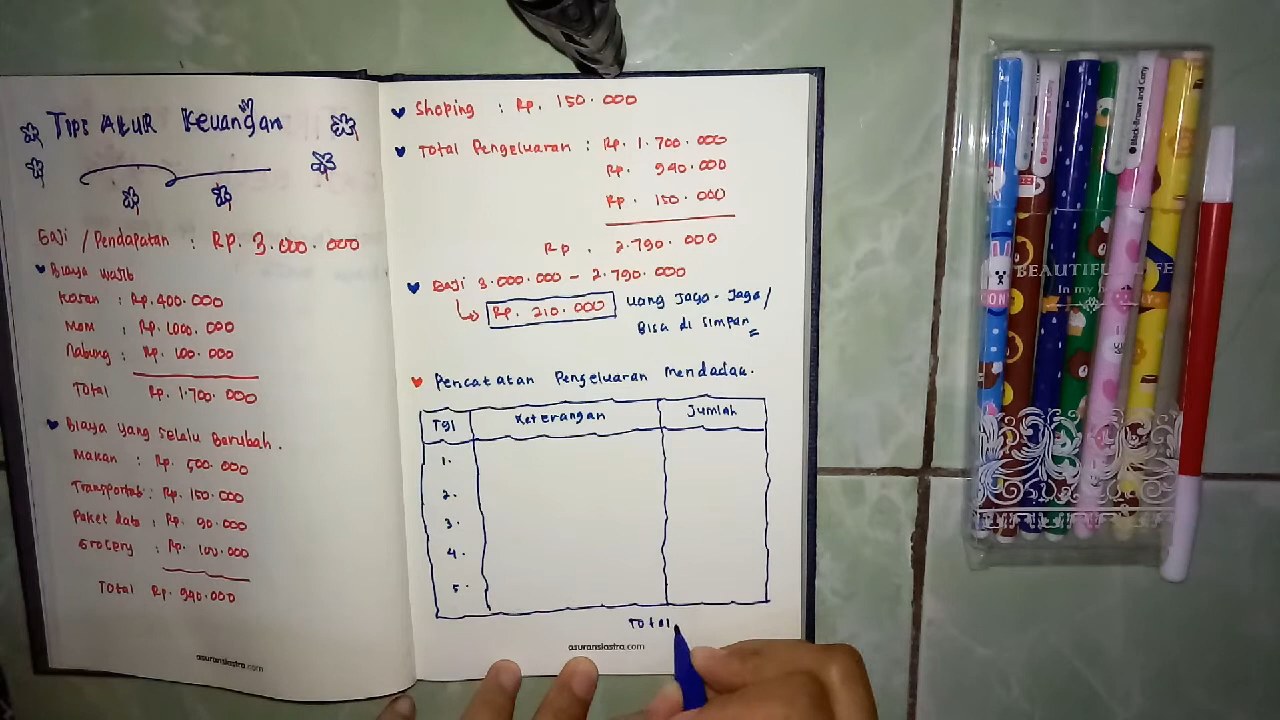 Tips Atur Keuangan
Gaji / Pendapatan : Rp. 3.000.000
Biaya wajib
Kosan : Rp. 400.000
Mom : Rp. 1.000.000
Nabung : Rp. 100.000
Total Rp. 1.700.000
Biaya yang selalu Berubah.
Makan : Rp. 500.000
Transportasi : Rp. 150.000
Paket data : Rp. 90.000
Grocery : Rp. 100.000
Total Rp. 940.000
asuransiastra.com
Shoping : Rp. 150.000
Total Pengeluaran : Rp. 1.700.000
Rp. 940.000
Rp. 150.000
Rp. 2.790.000
Gaji 3.000.000 - 2.790.000
Rp. 210.000 uang Jaga-Jaga /
Bisa di simpan
Pencatatan Pengeluaran Mendadak.
Tgl Keterangan Jumlah
1.
2.
3.
4.
5.
Total
asuransiastra.com
BEAUTIFUL LIFE
In my h
Brown and Cony